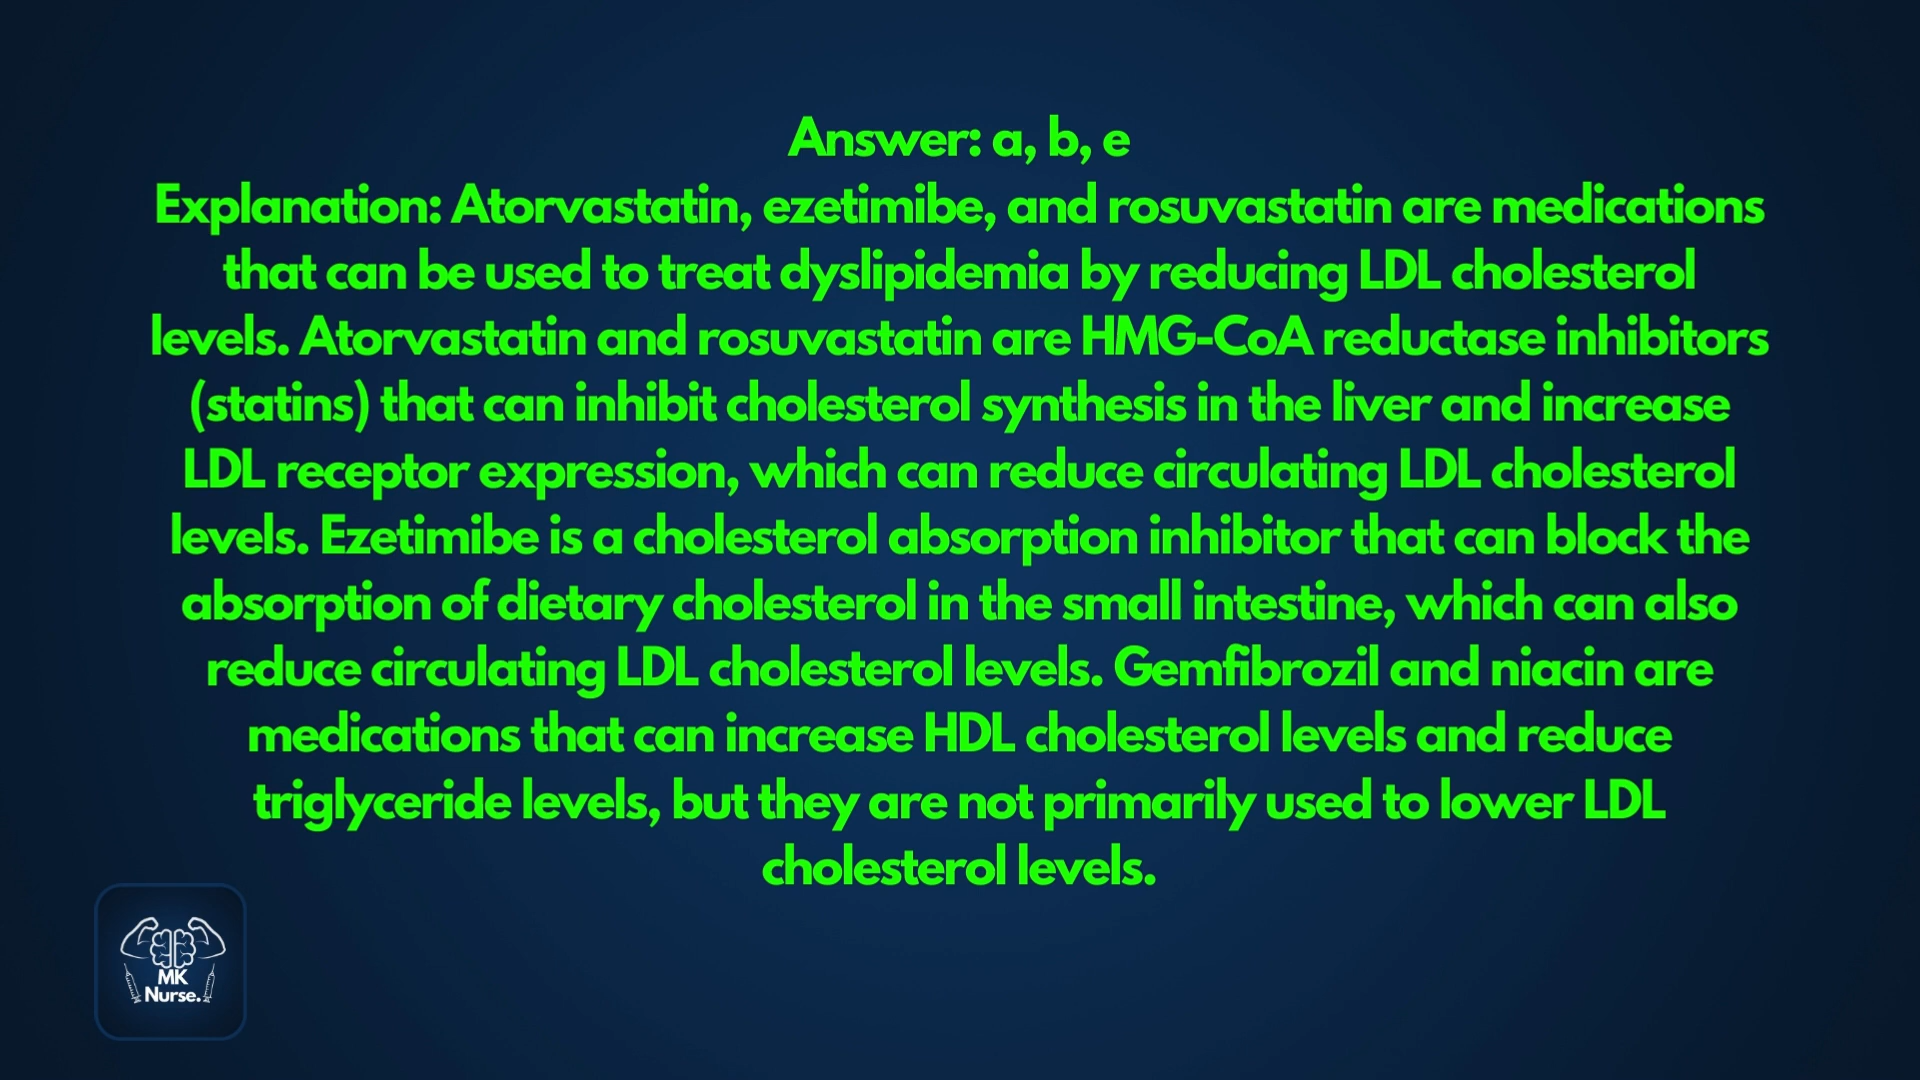 Answer: a, b, e
Explanation: Atorvastatin, ezetimibe, and rosuvastatin are medications
that can be used to treat dyslipidemia by reducing LDL cholesterol
levels. Atorvastatin and rosuvastatin are HMG-CoA reductase inhibitors
(statins) that can inhibit cholesterol synthesis in the liver and increase
LDL receptor expression, which can reduce circulating LDL cholesterol
levels. Ezetimibe is a cholesterol absorption inhibitor that can block the
absorption of dietary cholesterol in the small intestine, which can also
reduce circulating LDL cholesterol levels. Gemfibrozil and niacin are
medications that can increase HDL cholesterol levels and reduce
triglyceride levels, but they are not primarily used to lower LDL
cholesterol levels.
MK
Nurse.